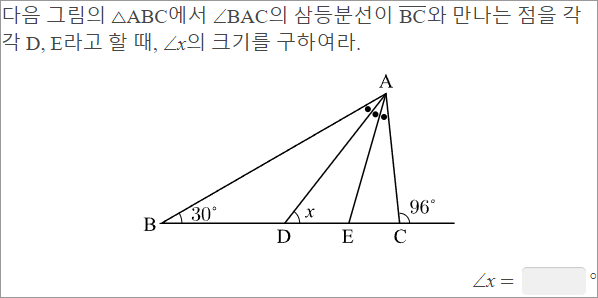 다음 그림의 △ABC에서 ∠BAC의 삼등분선이 B̅C̅와 만나는 점을 각
각 D, E라고 할 때, ∠x의 크기를 구하여라.
A
30°
x
96°
B
D
E
C
∠x = °